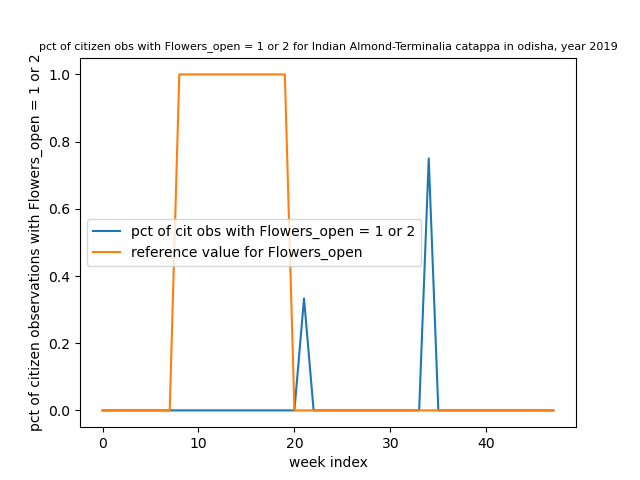 pct of citizen obs with Flowers_open = 1 or 2 for Indian Almond-Terminalia catappa in odisha, year 2019
pct of citizen observations with Flowers_open = 1 or 2
1.0
0.8
0.6
0.4
0.2
0.0
pct of cit obs with Flowers_open = 1 or 2
reference value for Flowers_open
0 10 20 30 40
week index